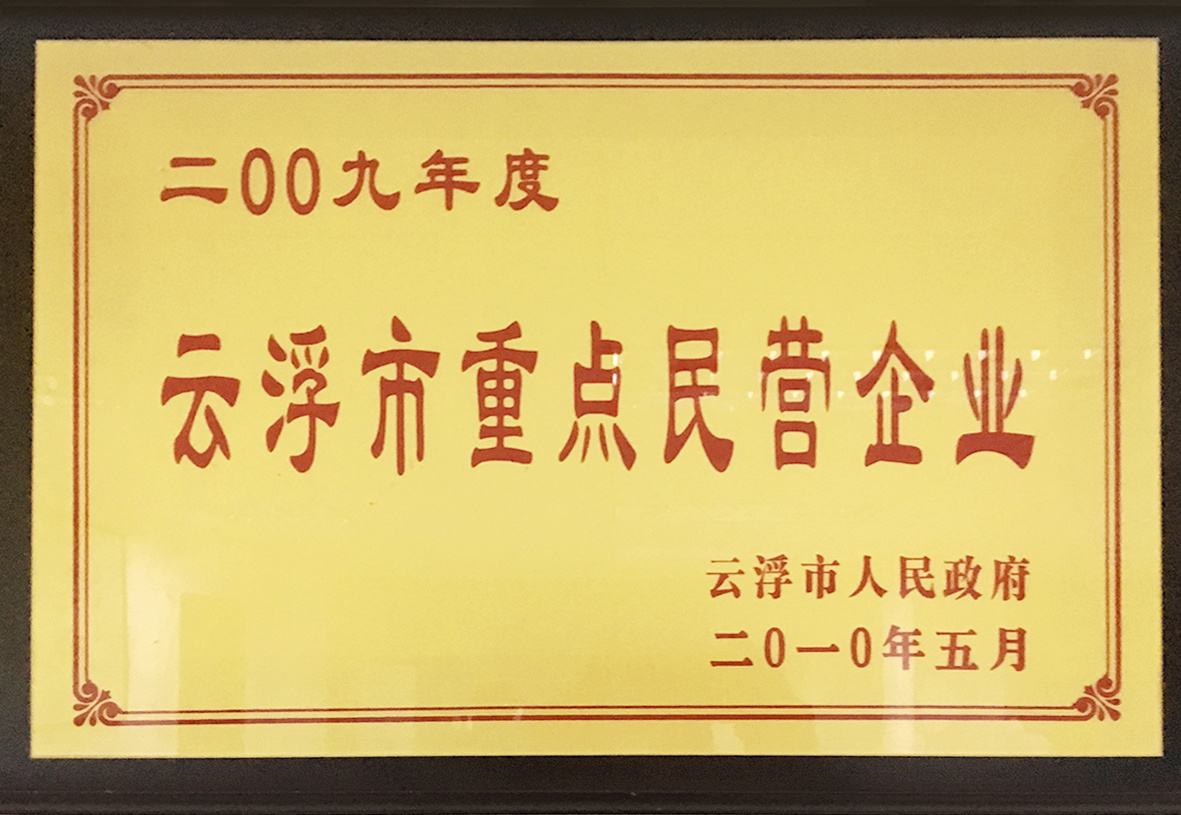 二00九年度
云浮市重点民营企业
云浮市人民政府
二0一0年五月